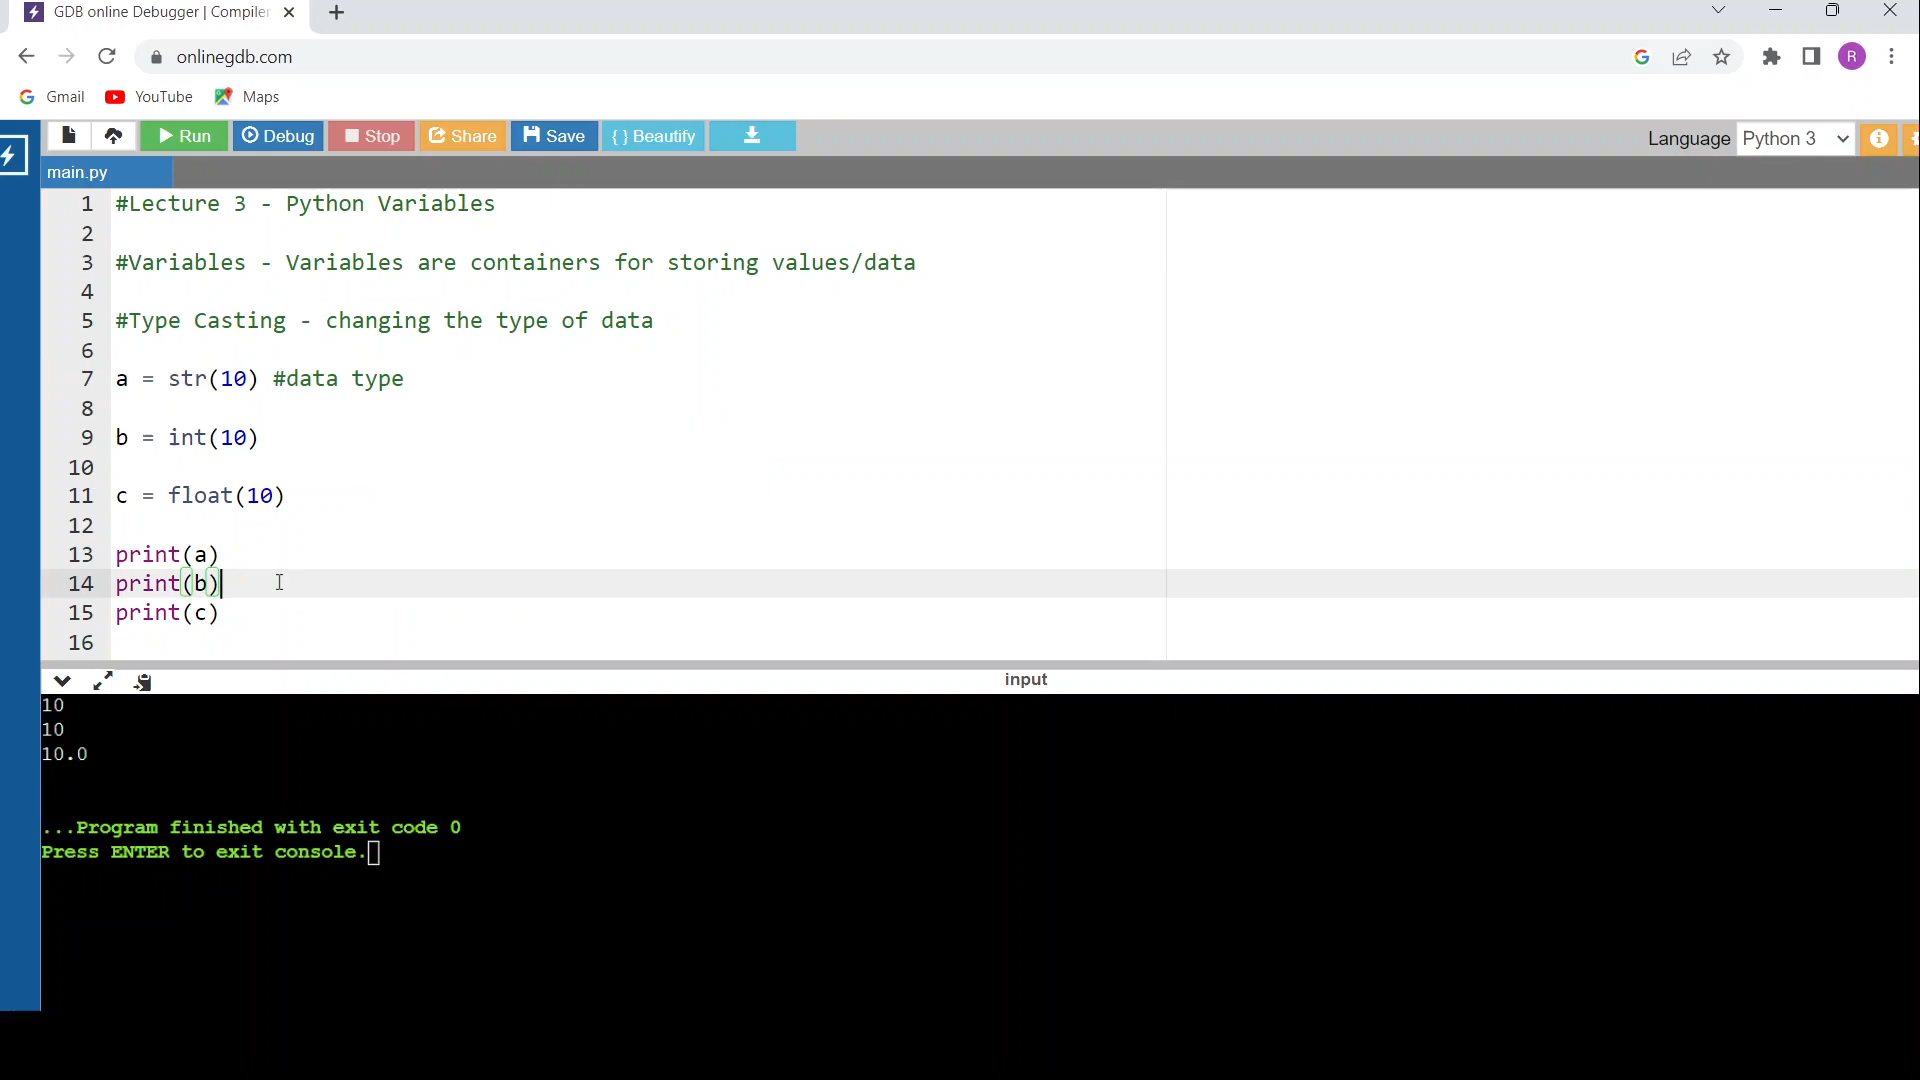 GDB online Debugger | Compiler
onlinegdb.com
R
Gmail YouTube Maps
Run Debug Stop Share Save { } Beautify Language Python 3
main.py
1 #Lecture 3 - Python Variables
2
3 #Variables - Variables are containers for storing values/data
4
5 #Type Casting - changing the type of data
6
7 a = str(10) #data type
8
9 b = int(10)
10
11 c = float(10)
12
13 print(a)
14 print(b)
15 print(c)
16
input
10
10
10.0
...Program finished with exit code 0
Press ENTER to exit console.